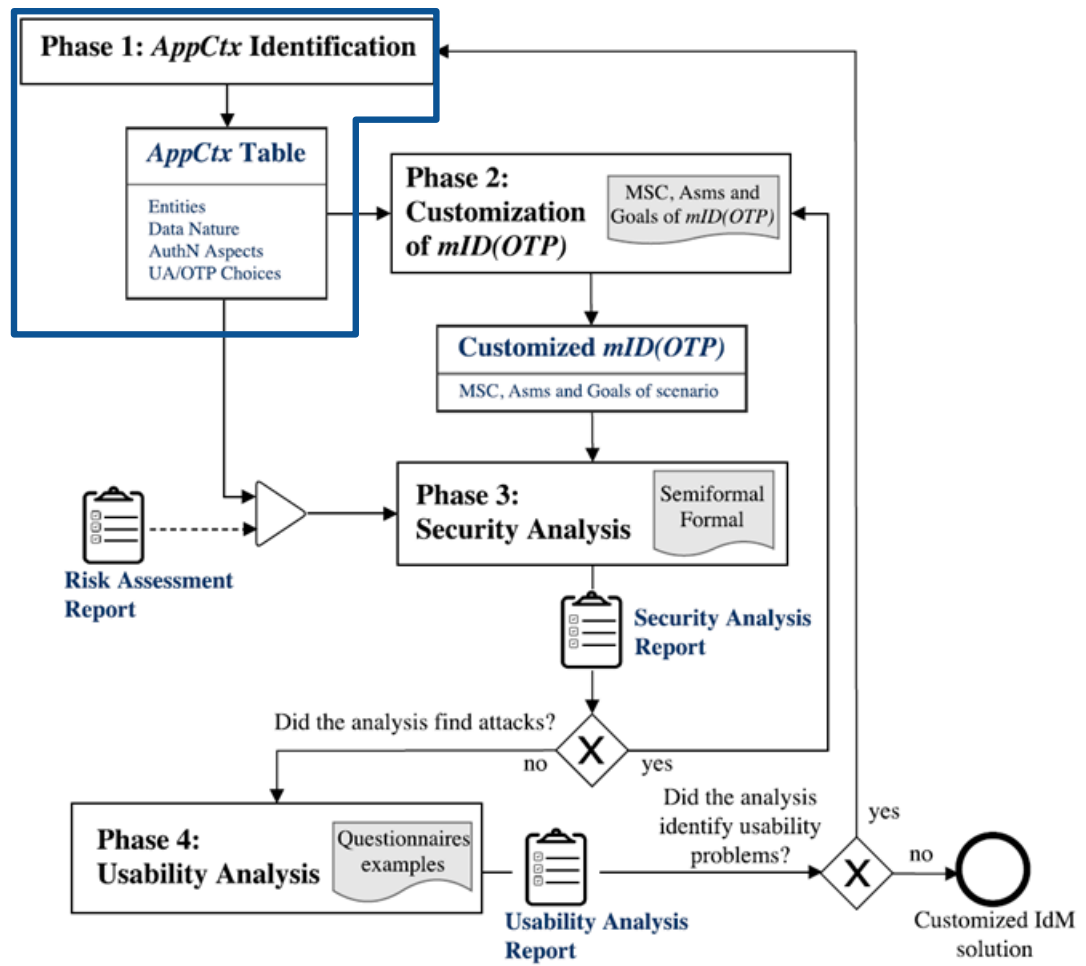 Phase 1: AppCtx Identification
AppCtx Table
Entities
Data Nature
AuthN Aspects
UA/OTP Choices
Phase 2:
Customization
of mID(OTP)
MSC, Asms and
Goals of mID(OTP)
Customized mID(OTP)
MSC, Asms and Goals of scenario
Phase 3:
Security Analysis
Semiformal
Formal
Risk Assessment
Report
Security Analysis
Report
Did the analysis find attacks?
X
no
yes
Phase 4:
Usability Analysis
Questionnaires
examples
Usability Analysis
Report
Did the analysis
identify usability
problems?
X
yes
no
Customized IdM
solution